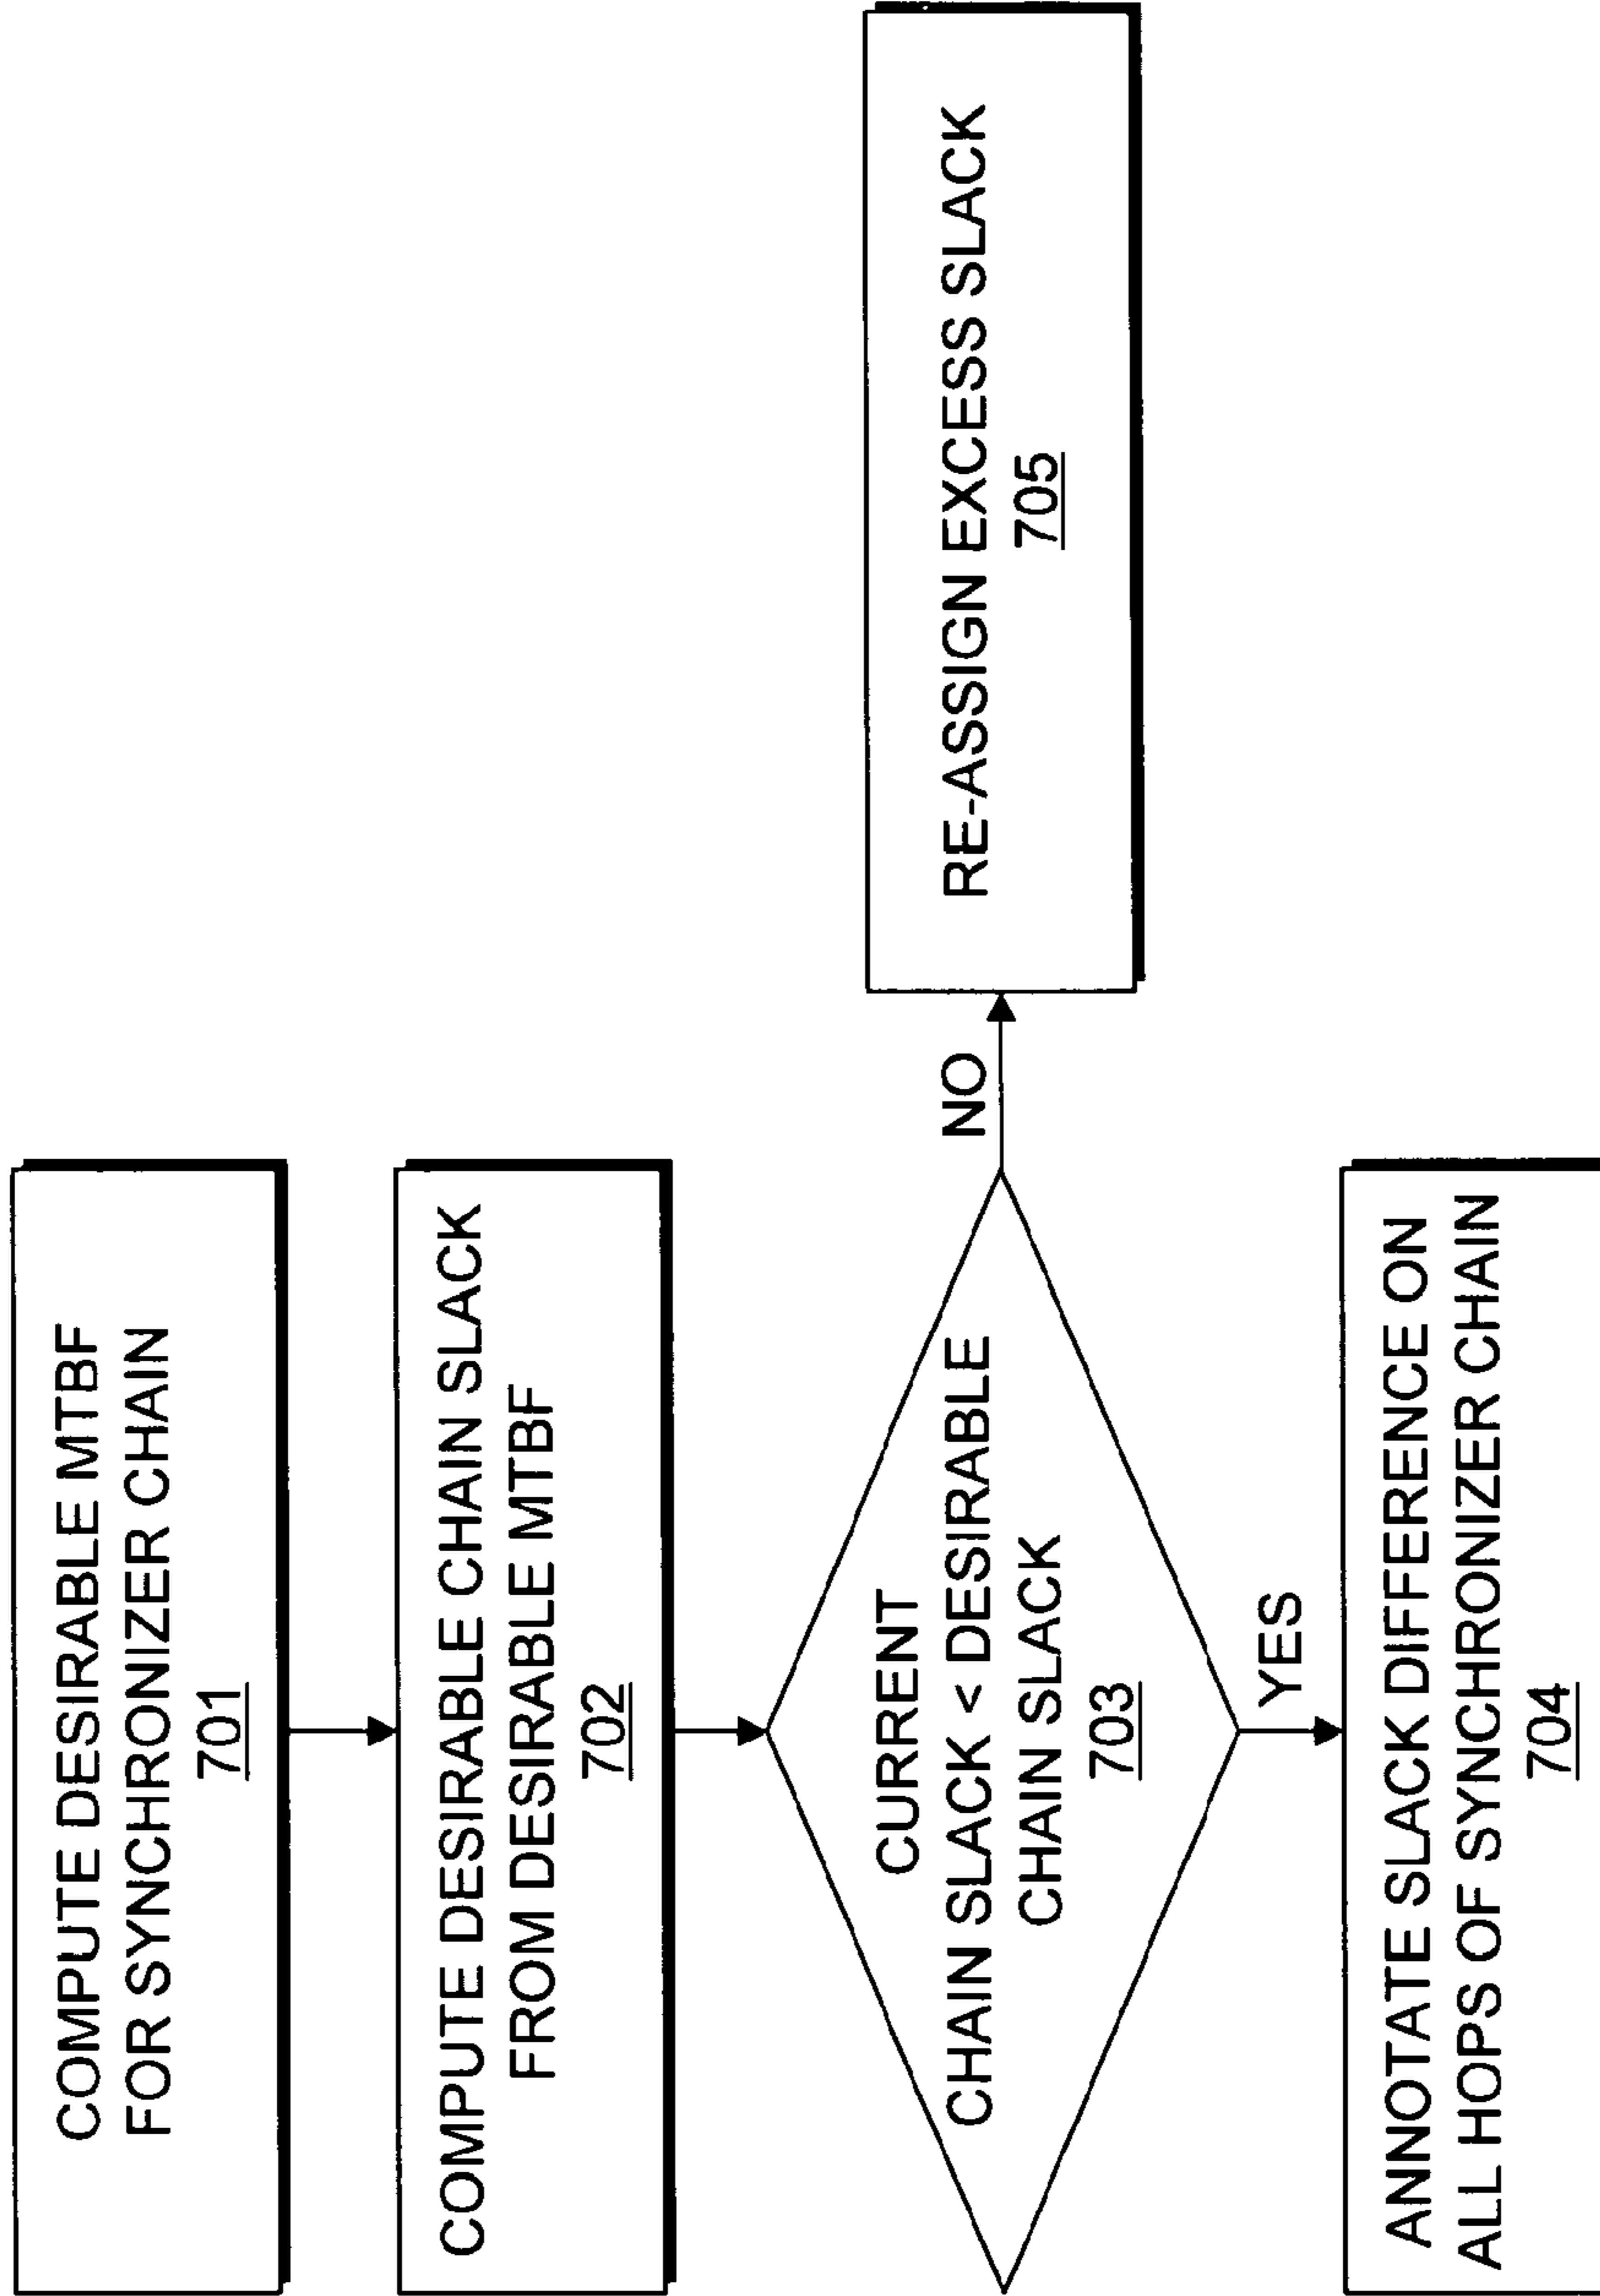 COMPUTE DESIRABLE MTBF
FOR SYNCHRONIZER CHAIN
701
COMPUTE DESIRABLE CHAIN SLACK
FROM DESIRABLE MTBF
702
CURRENT
CHAIN SLACK < DESIRABLE
CHAIN SLACK
703
NO
RE-ASSIGN EXCESS SLACK
705
YES
ANNOTATE SLACK DIFFERENCE ON
ALL HOPS OF SYNCHRONIZER CHAIN
704